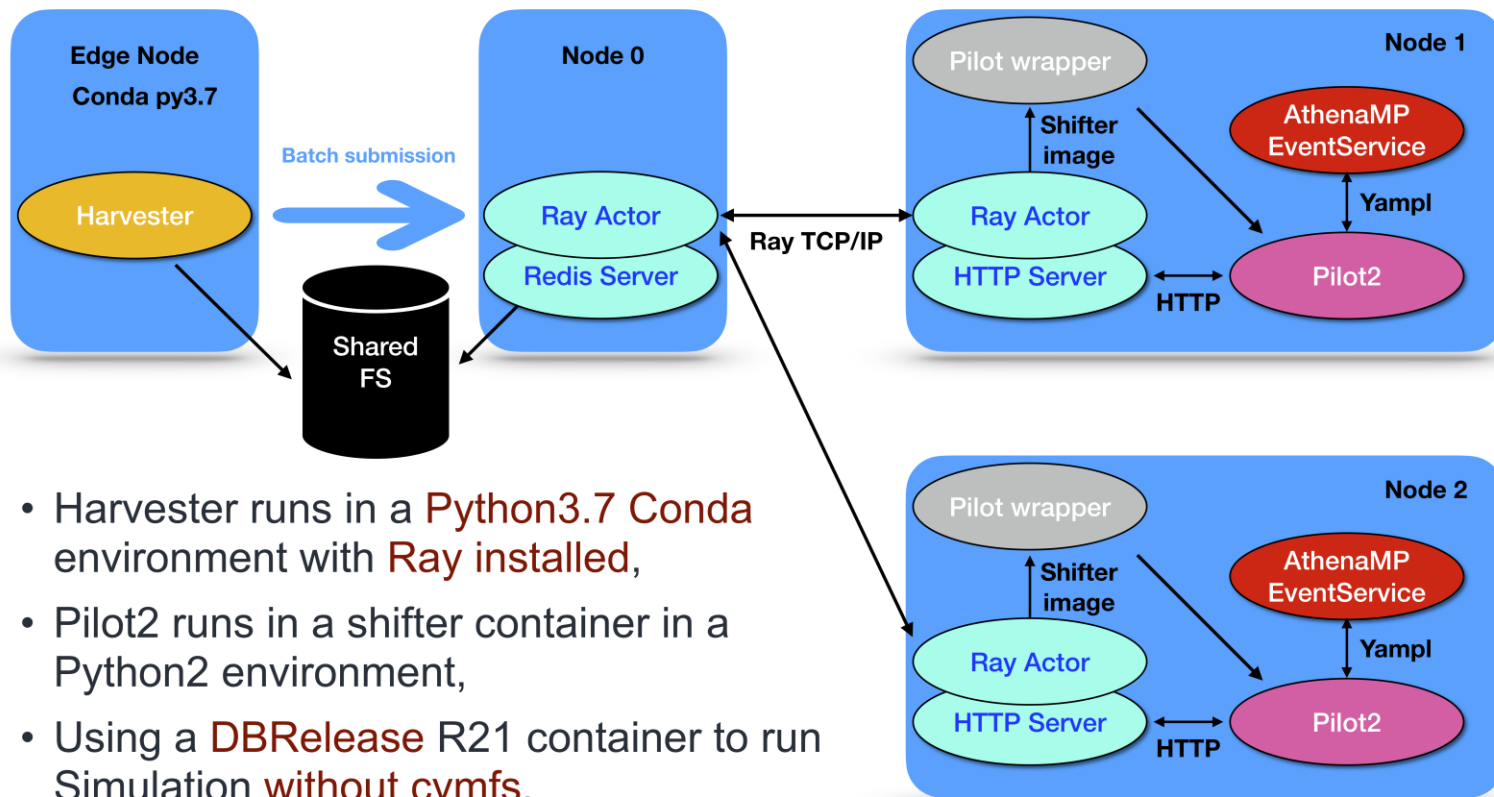 Edge Node
Conda py3.7
Harvester
Batch submission
Node 0
Ray Actor
Redis Server
Shared
FS
Ray TCP/IP
Node 1
Pilot wrapper
Shifter
image
AthenaMP
EventService
Yampl
Ray Actor
HTTP Server
HTTP
Pilot2
Node 2
Pilot wrapper
Shifter
image
AthenaMP
EventService
Yampl
Ray Actor
HTTP Server
HTTP
Pilot2
• Harvester runs in a Python3.7 Conda
environment with Ray installed,
• Pilot2 runs in a shifter container in a
Python2 environment,
• Using a DBRelease R21 container to run
Simulation without cvmfs,